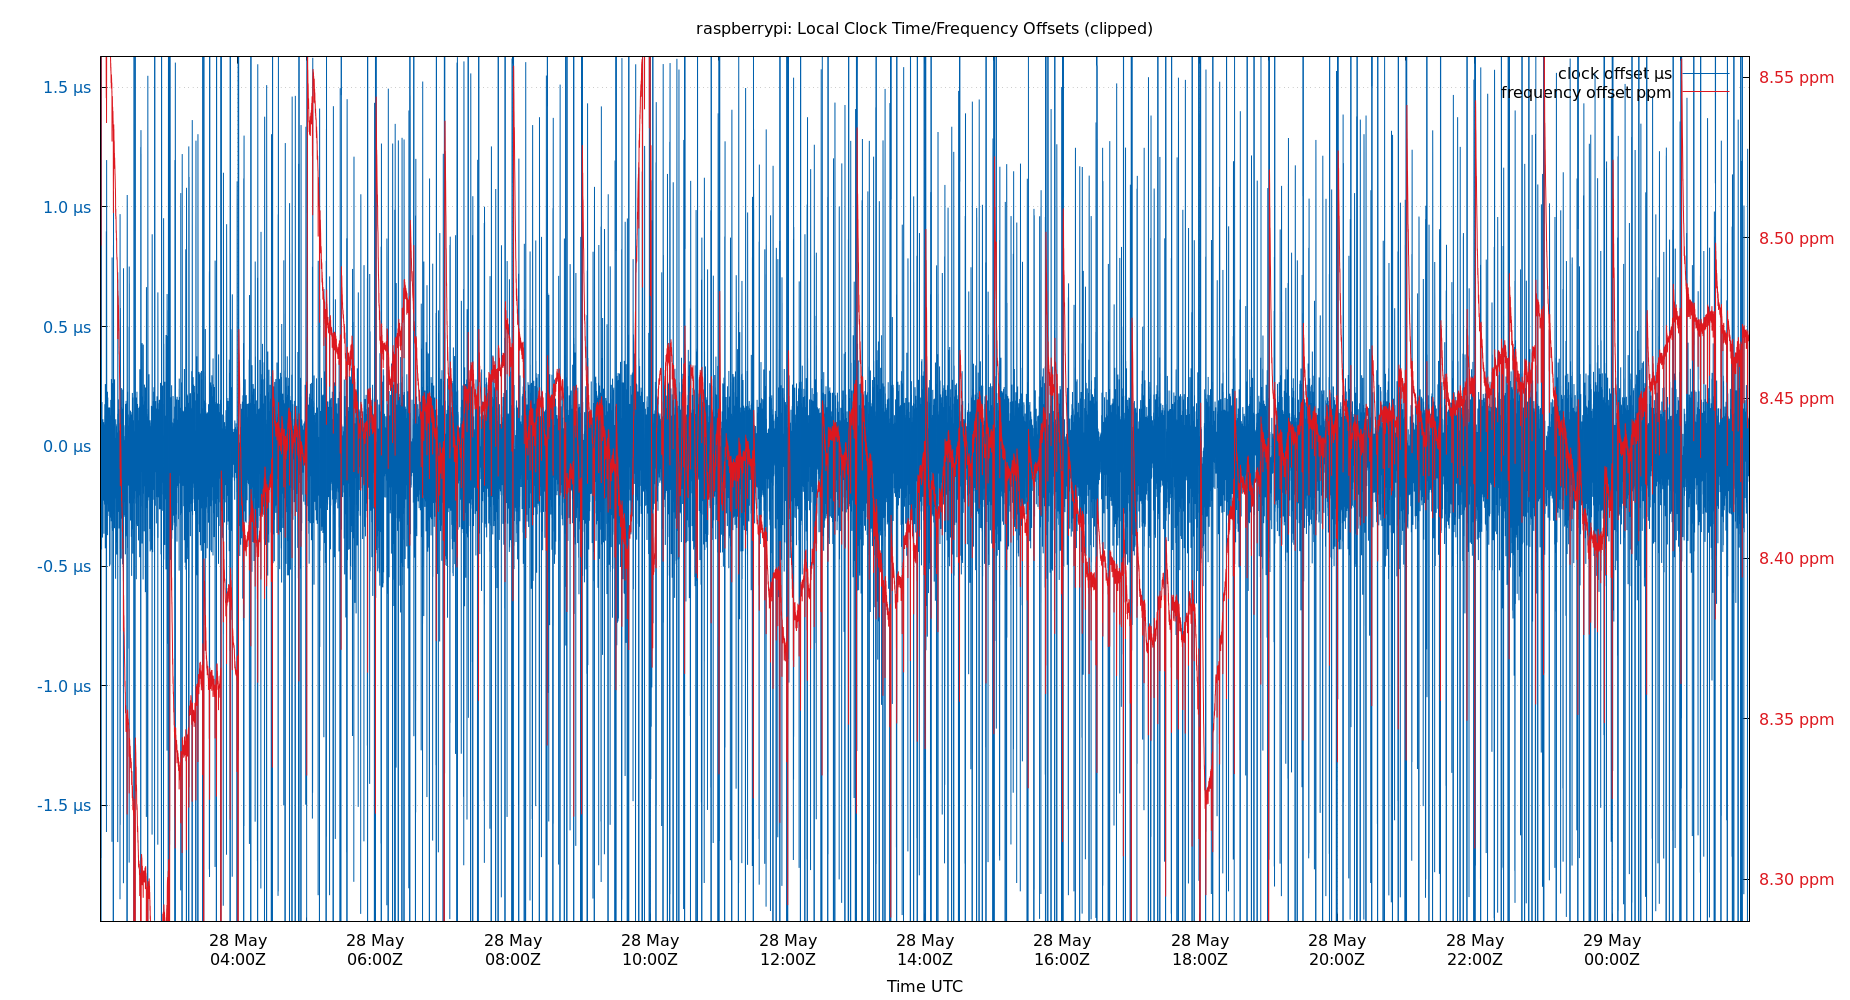 raspberrypi: Local Clock Time/Frequency Offsets (clipped)
clock offset µs
frequency offset ppm
1.5 µs
1.0 µs
0.5 µs
0.0 µs
-0.5 µs
-1.0 µs
-1.5 µs
8.55 ppm
8.50 ppm
8.45 ppm
8.40 ppm
8.35 ppm
8.30 ppm
28 May 28 May 28 May 28 May 28 May 28 May 28 May 28 May 28 May 28 May 29 May
04:00Z 06:00Z 08:00Z 10:00Z 12:00Z 14:00Z 16:00Z 18:00Z 20:00Z 22:00Z 00:00Z
Time UTC